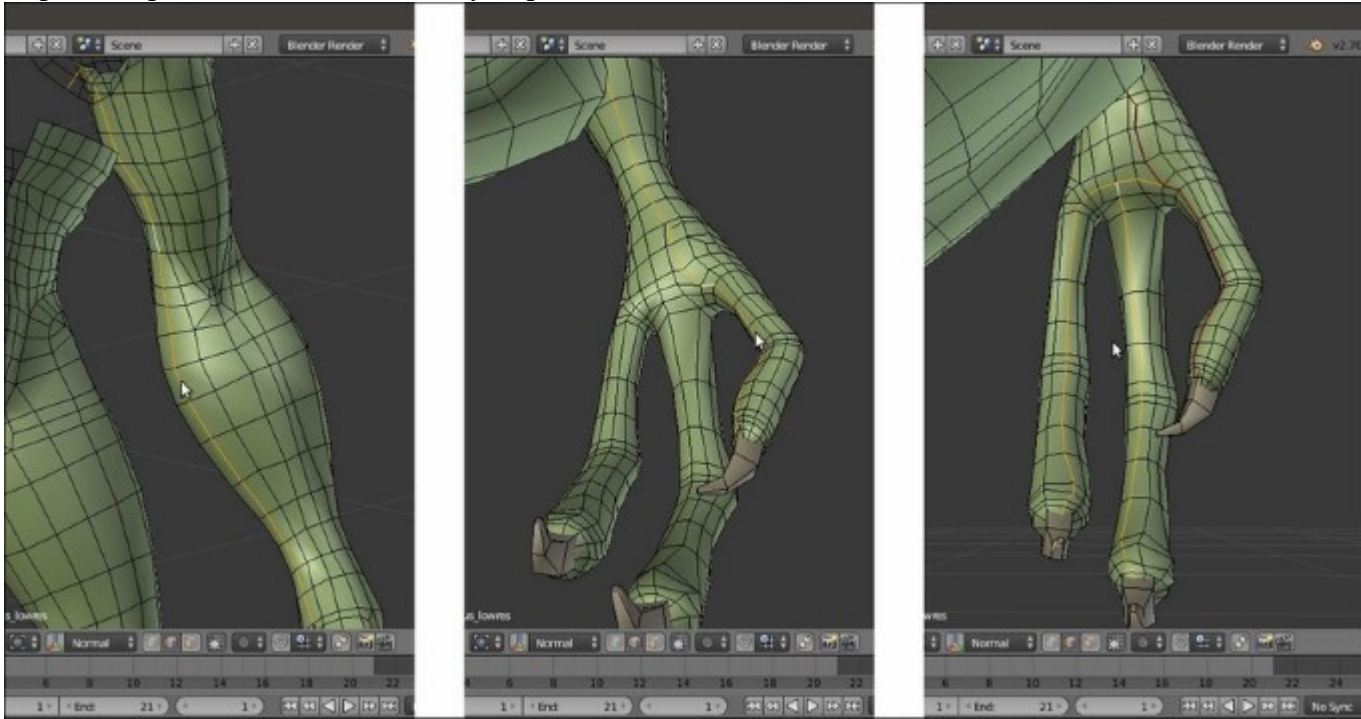 Scene Blender Render
Scene Blender Render
Scene Blender Render v2.70
s_lowres
us_lowres
wres
Normal
Normal
Normal
6 8 10 12 14 16 18 20 22
4 6 8 10 12 14 16 18 20 22
6 8 10 12 14 16 18 20 22 24
1 End: 21 1
1 End: 21 1
1 End: 21 1 No Sync